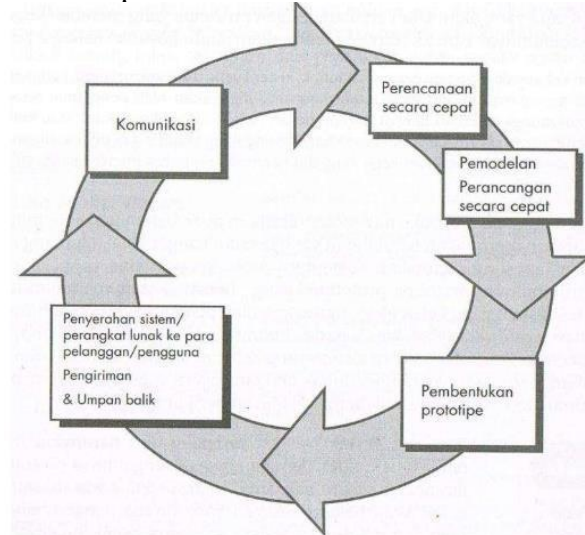 Komunikasi
Perencanaan
secara cepat
Pemodelan
Perancangan
secara cepat
Pembentukan
prototipe
Penyerahan sistem/
perangkat lunak ke para
pelanggan/pengguna
Pengiriman
& Umpan balik